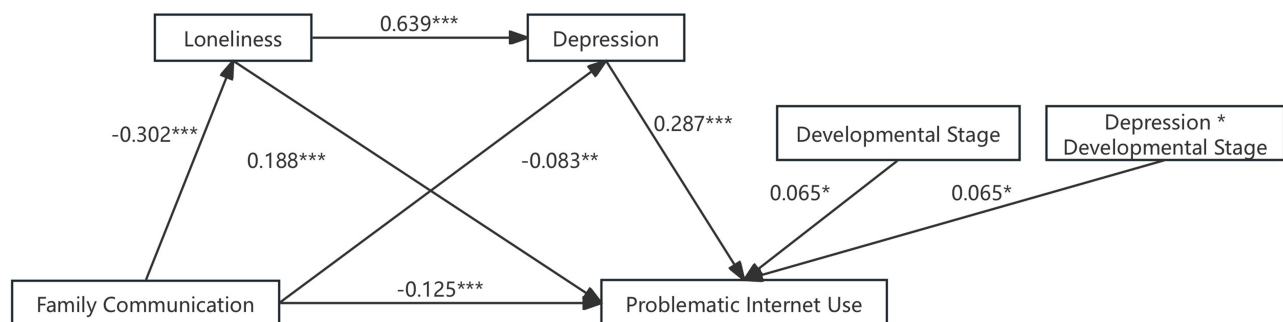 0.639***
Loneliness
Depression
-0.302***
0.188***
-0.083**
0.287***
Developmental Stage
Depression *
Developmental Stage
0.065*
0.065*
-0.125***
Family Communication
Problematic Internet Use